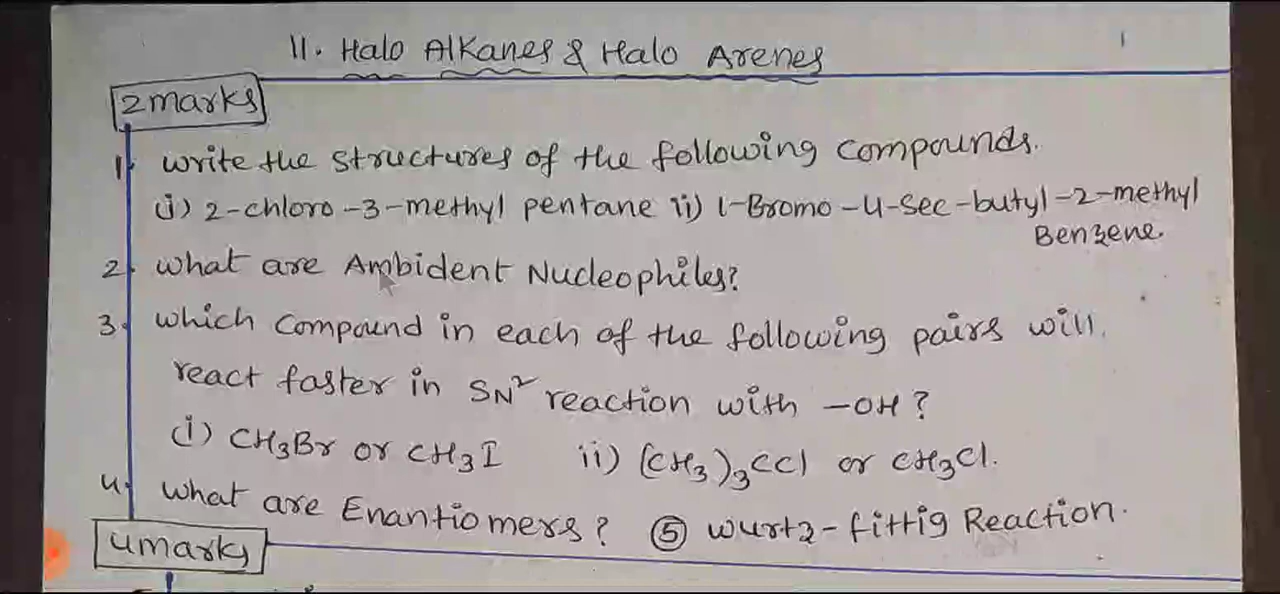 11. Halo Alkanes & Halo Arenes
1
2marks
1. write the structures of the following compounds.
(i) 2-chloro-3-methyl pentane ii) 1-Bromo-4-sec-butyl-2-methyl
Benzene.
2. what are Ambident Nucleophiles?
3. which compound in each of the following pairs will
react faster in SN² reaction with -OH?
(i) CH₃Br or CH₃I ii) (CH₃)₃CCl or CH₃Cl.
4. what are Enantiomers? ⑤ wurtz-fittig Reaction.
4marks